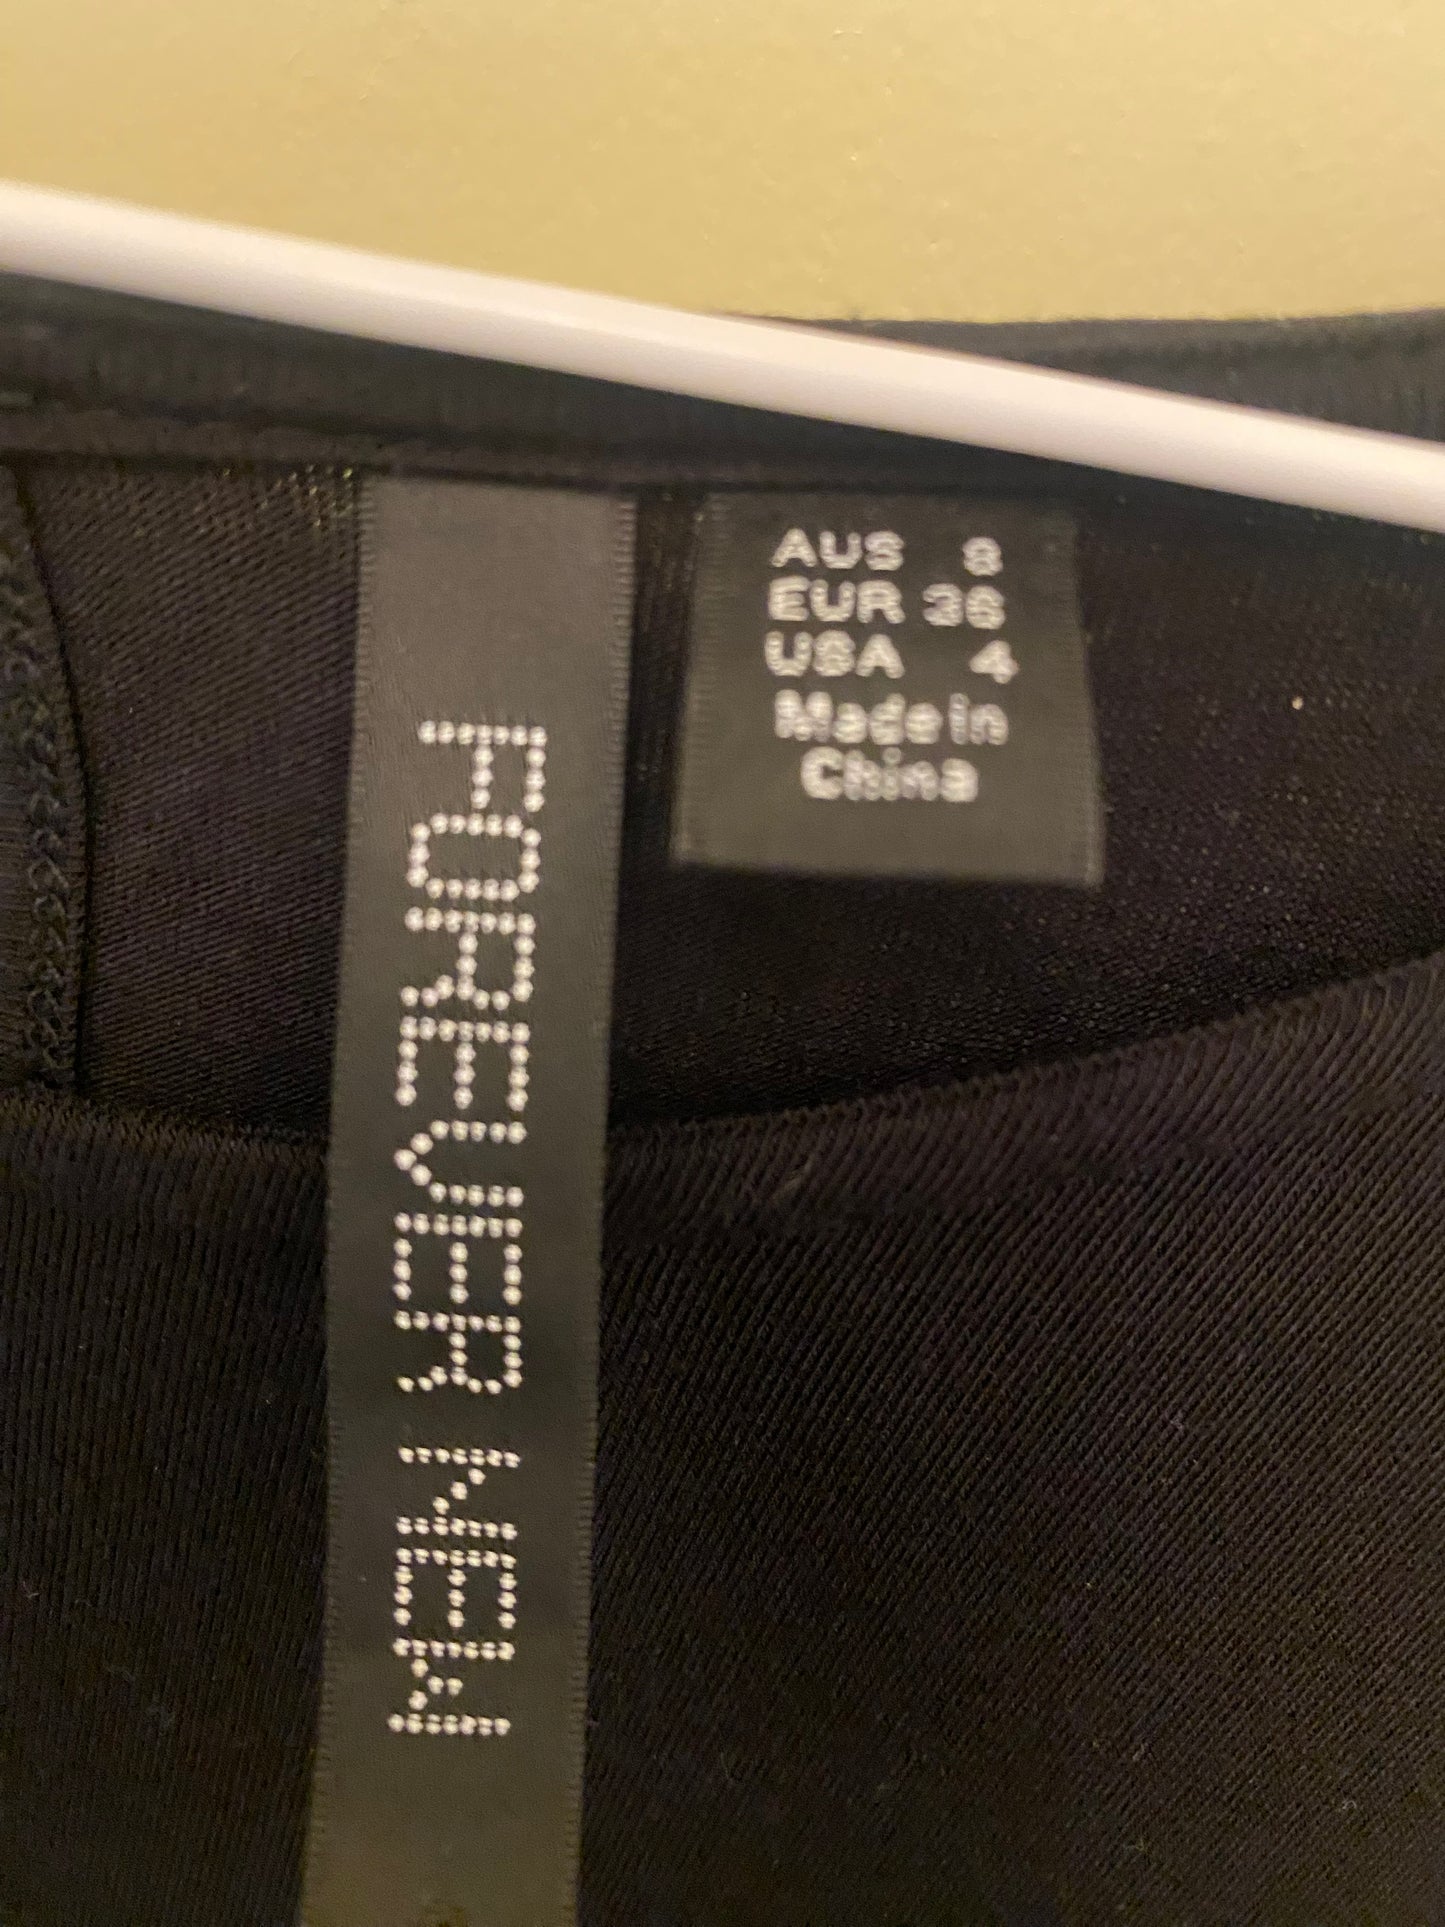 FOREVER NEW
AUS 8
EUR 36
USA 4
Made in
China